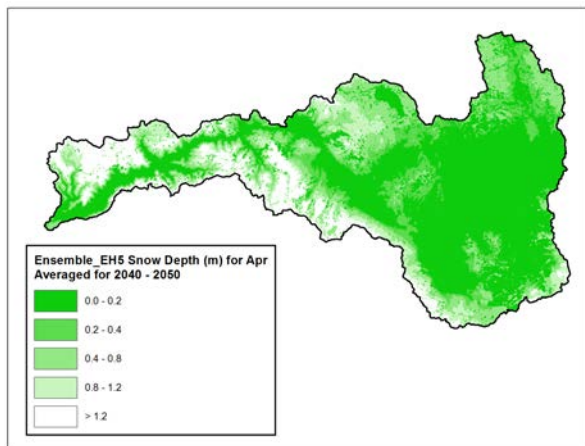 Ensemble_EH5 Snow Depth (m) for Apr
Averaged for 2040 - 2050
0.0 - 0.2
0.2 - 0.4
0.4 - 0.8
0.8 - 1.2
> 1.2